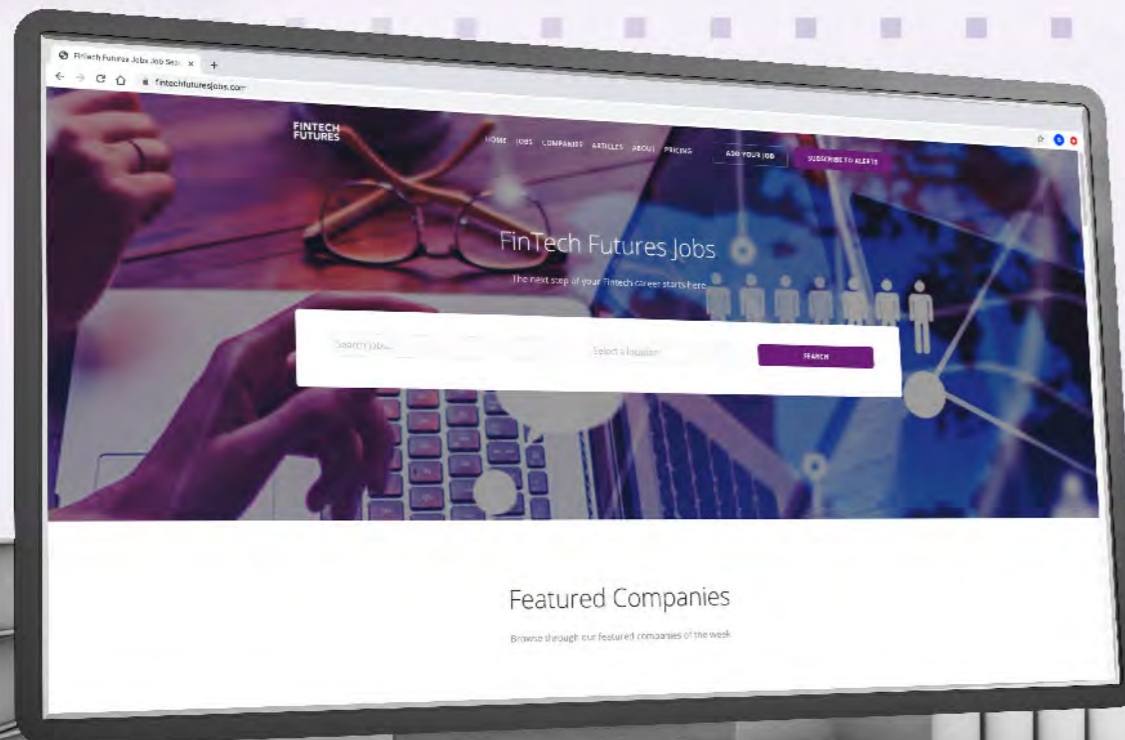 FinTech Futures Jobs Job Sea
fintechfuturesjobs.com
FINTECH
FUTURES
HOME JOBS COMPANIES ARTICLES ABOUT PRICING ADD YOUR JOB SUBSCRIBE TO ALERTS
FinTech Futures Jobs
The next step of your Fintech career starts here
Search jobs...
Select a location
SEARCH
Featured Companies
Browse through our featured companies of the week